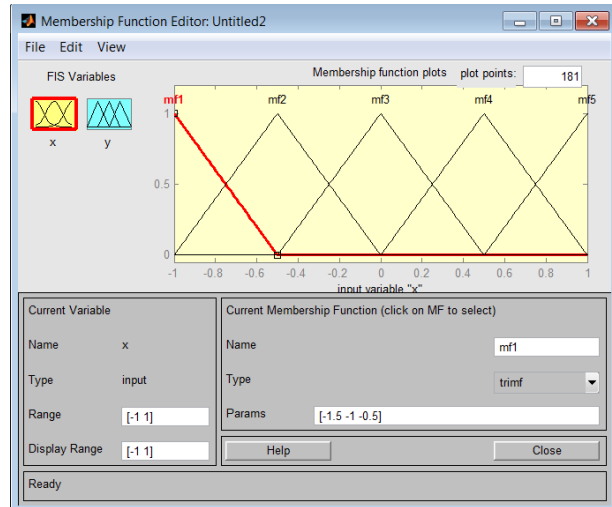 Membership Function Editor: Untitled2
File Edit View
FIS Variables
Membership function plots plot points: 181
mf1 mf2 mf3 mf4 mf5
x y
1
0.5
0
-1 -0.8 -0.6 -0.4 -0.2 0 0.2 0.4 0.6 0.8 1
input variable "x"
Current Variable
Name x
Type input
Range [-1 1]
Display Range [-1 1]
Current Membership Function (click on MF to select)
Name mf1
Type trimf
Params [-1.5 -1 -0.5]
Help Close
Ready